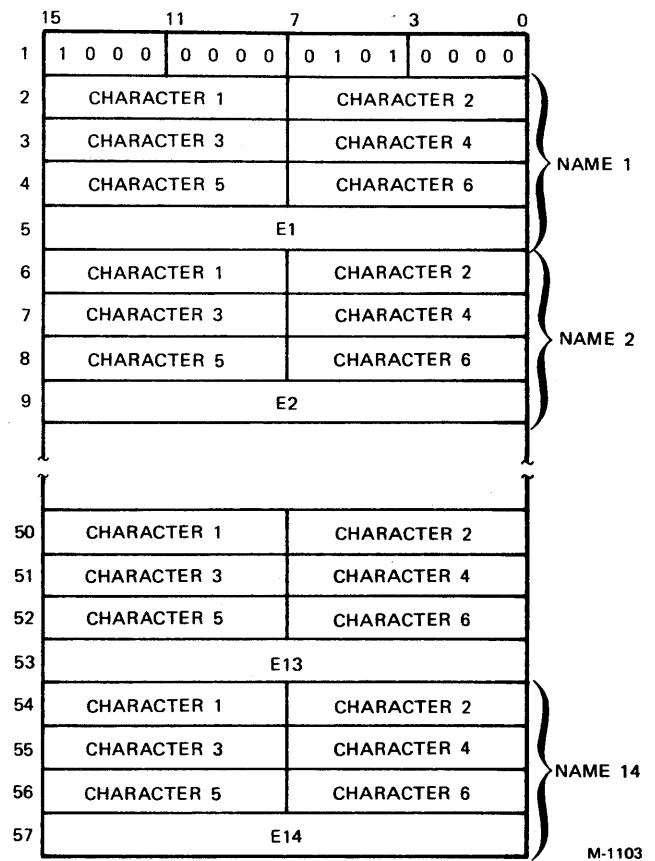 15 11 7 3 0
1 1 0 0 0 0 0 0 0 0 1 0 1 0 0 0 0
2 CHARACTER 1 CHARACTER 2
3 CHARACTER 3 CHARACTER 4
NAME 1
4 CHARACTER 5 CHARACTER 6
5 E1
6 CHARACTER 1 CHARACTER 2
7 CHARACTER 3 CHARACTER 4
NAME 2
8 CHARACTER 5 CHARACTER 6
9 E2
50 CHARACTER 1 CHARACTER 2
51 CHARACTER 3 CHARACTER 4
52 CHARACTER 5 CHARACTER 6
53 E13
54 CHARACTER 1 CHARACTER 2
55 CHARACTER 3 CHARACTER 4
NAME 14
56 CHARACTER 5 CHARACTER 6
57 E14
M-1103